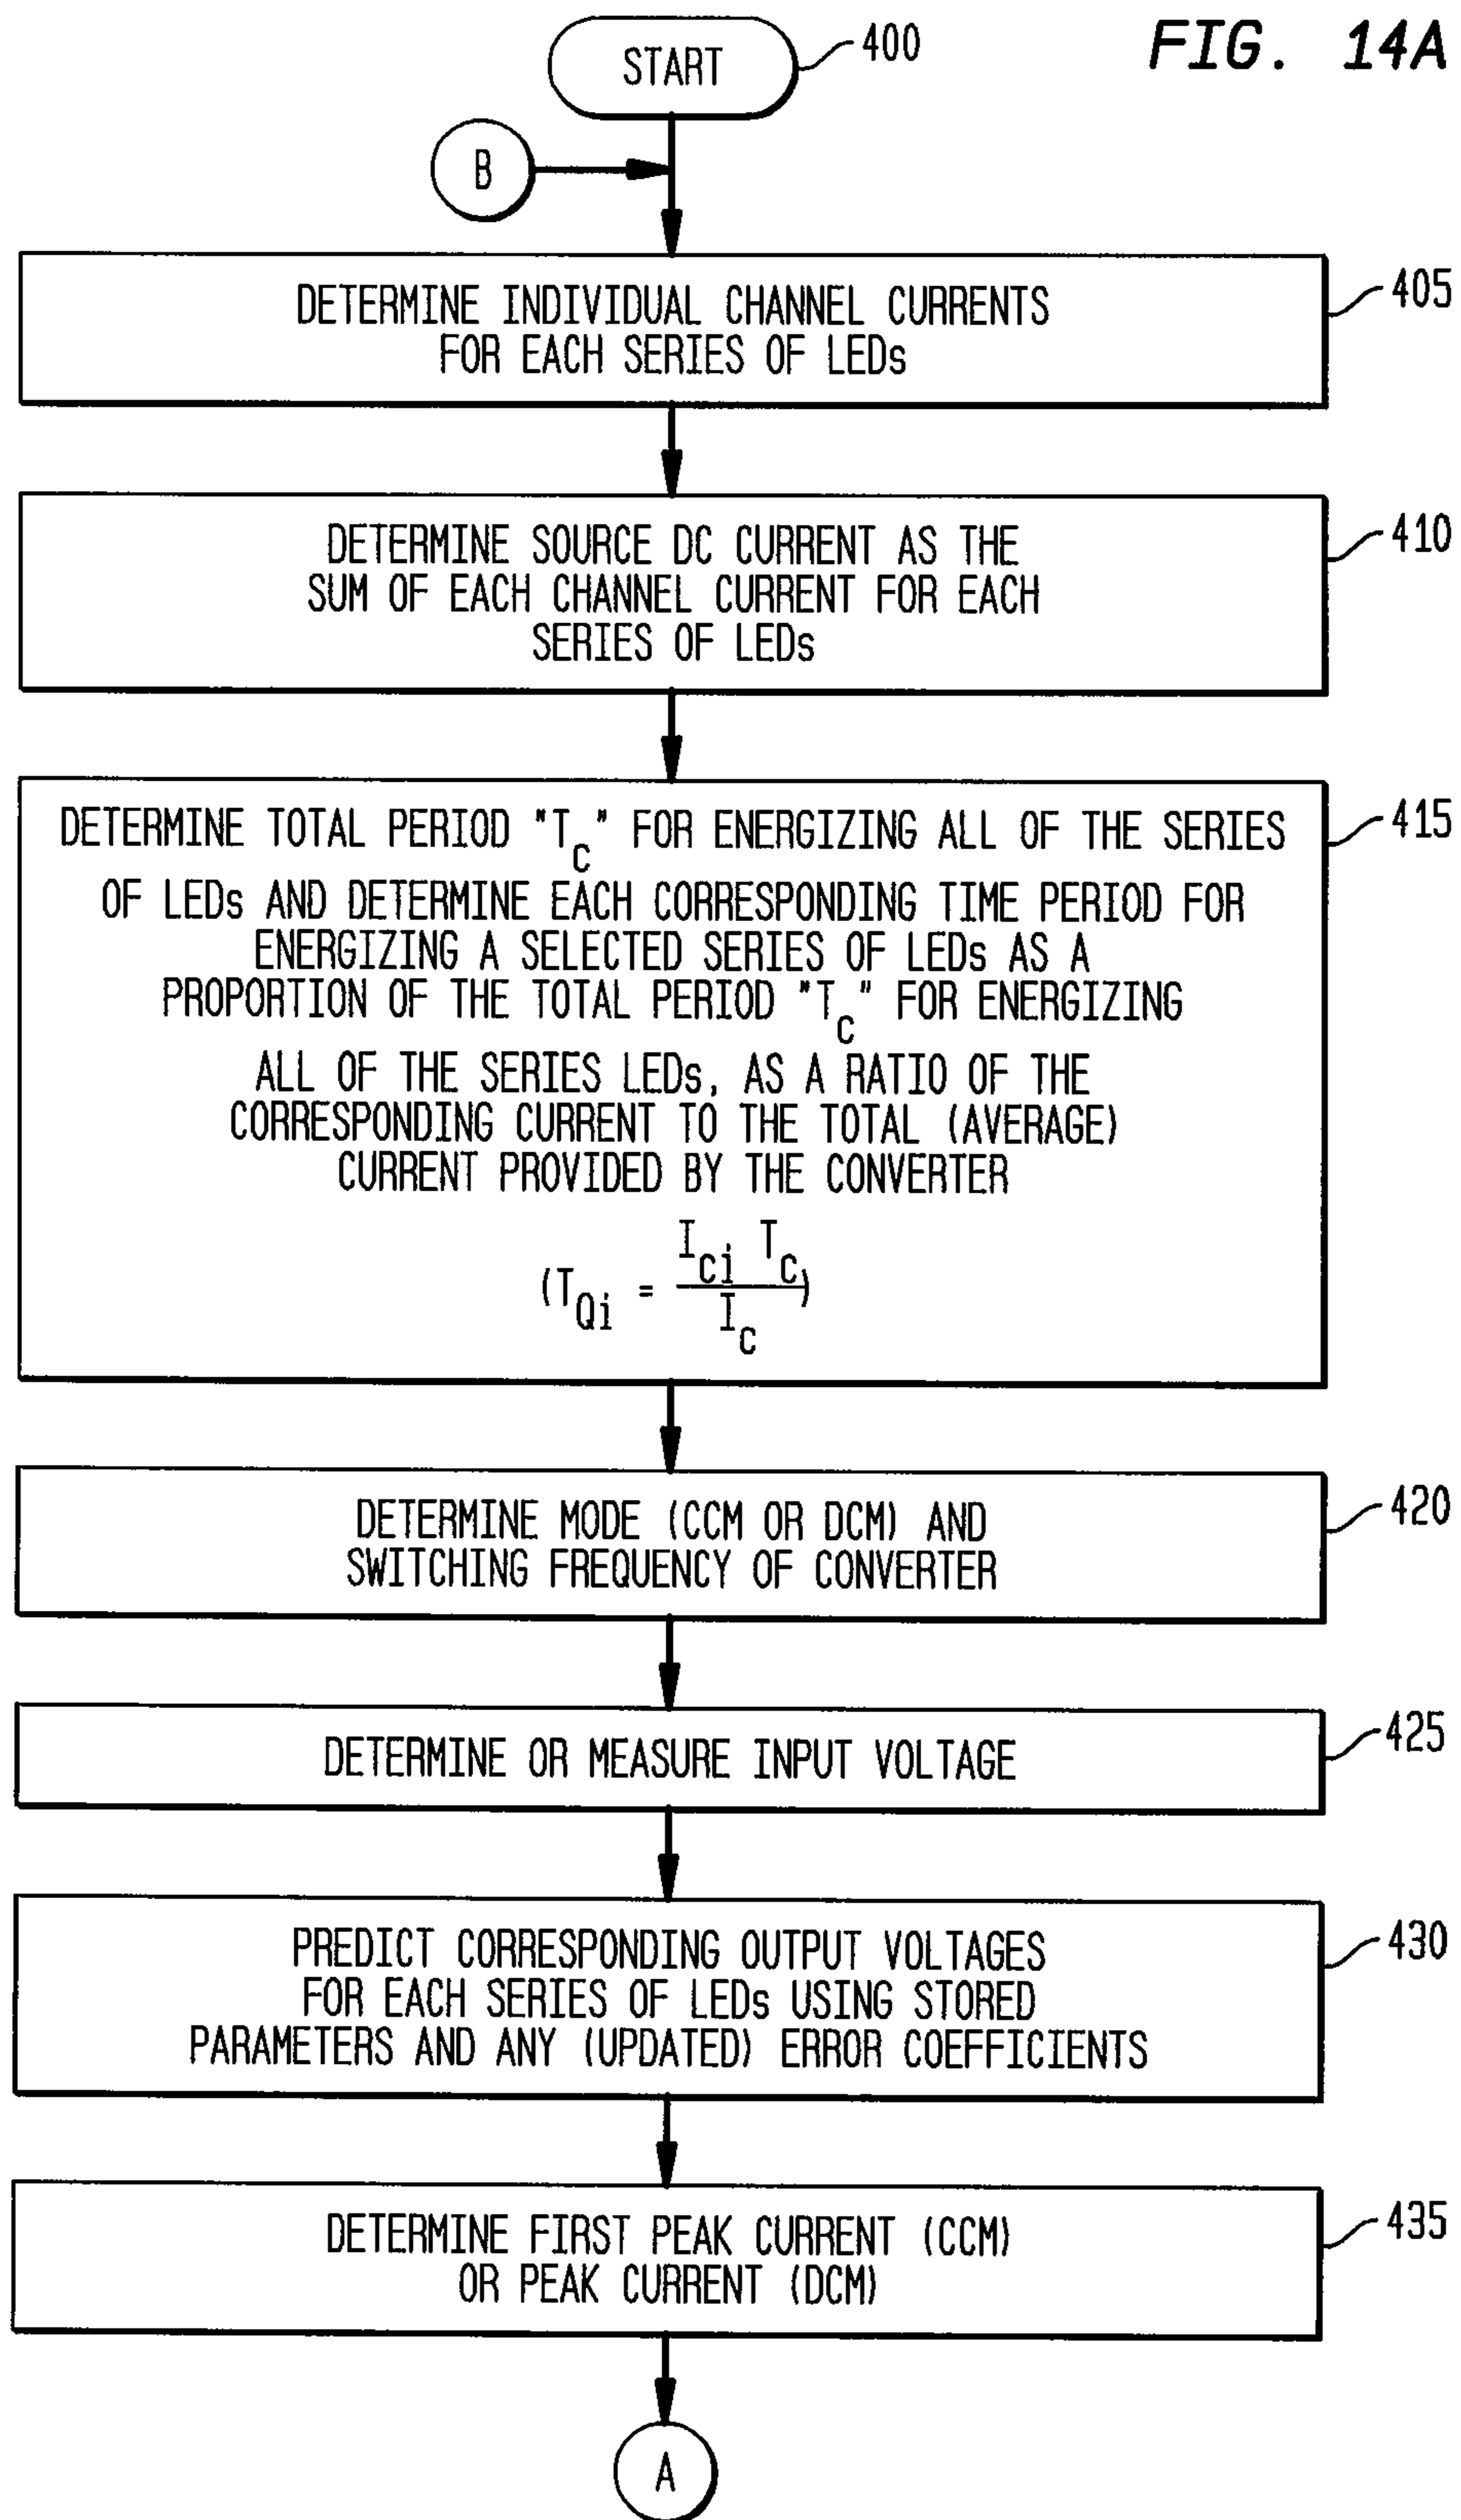 FIG. 14A
START
400
B
DETERMINE INDIVIDUAL CHANNEL CURRENTS
FOR EACH SERIES OF LEDs
405
DETERMINE SOURCE DC CURRENT AS THE
SUM OF EACH CHANNEL CURRENT FOR EACH
SERIES OF LEDs
410
DETERMINE TOTAL PERIOD "T_C" FOR ENERGIZING ALL OF THE SERIES
OF LEDs AND DETERMINE EACH CORRESPONDING TIME PERIOD FOR
ENERGIZING A SELECTED SERIES OF LEDs AS A
PROPORTION OF THE TOTAL PERIOD "T_C" FOR ENERGIZING
ALL OF THE SERIES LEDs, AS A RATIO OF THE
CORRESPONDING CURRENT TO THE TOTAL (AVERAGE)
CURRENT PROVIDED BY THE CONVERTER
(T_Qi = I_Ci T_C / I_C)
415
DETERMINE MODE (CCM OR DCM) AND
SWITCHING FREQUENCY OF CONVERTER
420
DETERMINE OR MEASURE INPUT VOLTAGE
425
PREDICT CORRESPONDING OUTPUT VOLTAGES
FOR EACH SERIES OF LEDs USING STORED
PARAMETERS AND ANY (UPDATED) ERROR COEFFICIENTS
430
DETERMINE FIRST PEAK CURRENT (CCM)
OR PEAK CURRENT (DCM)
435
A